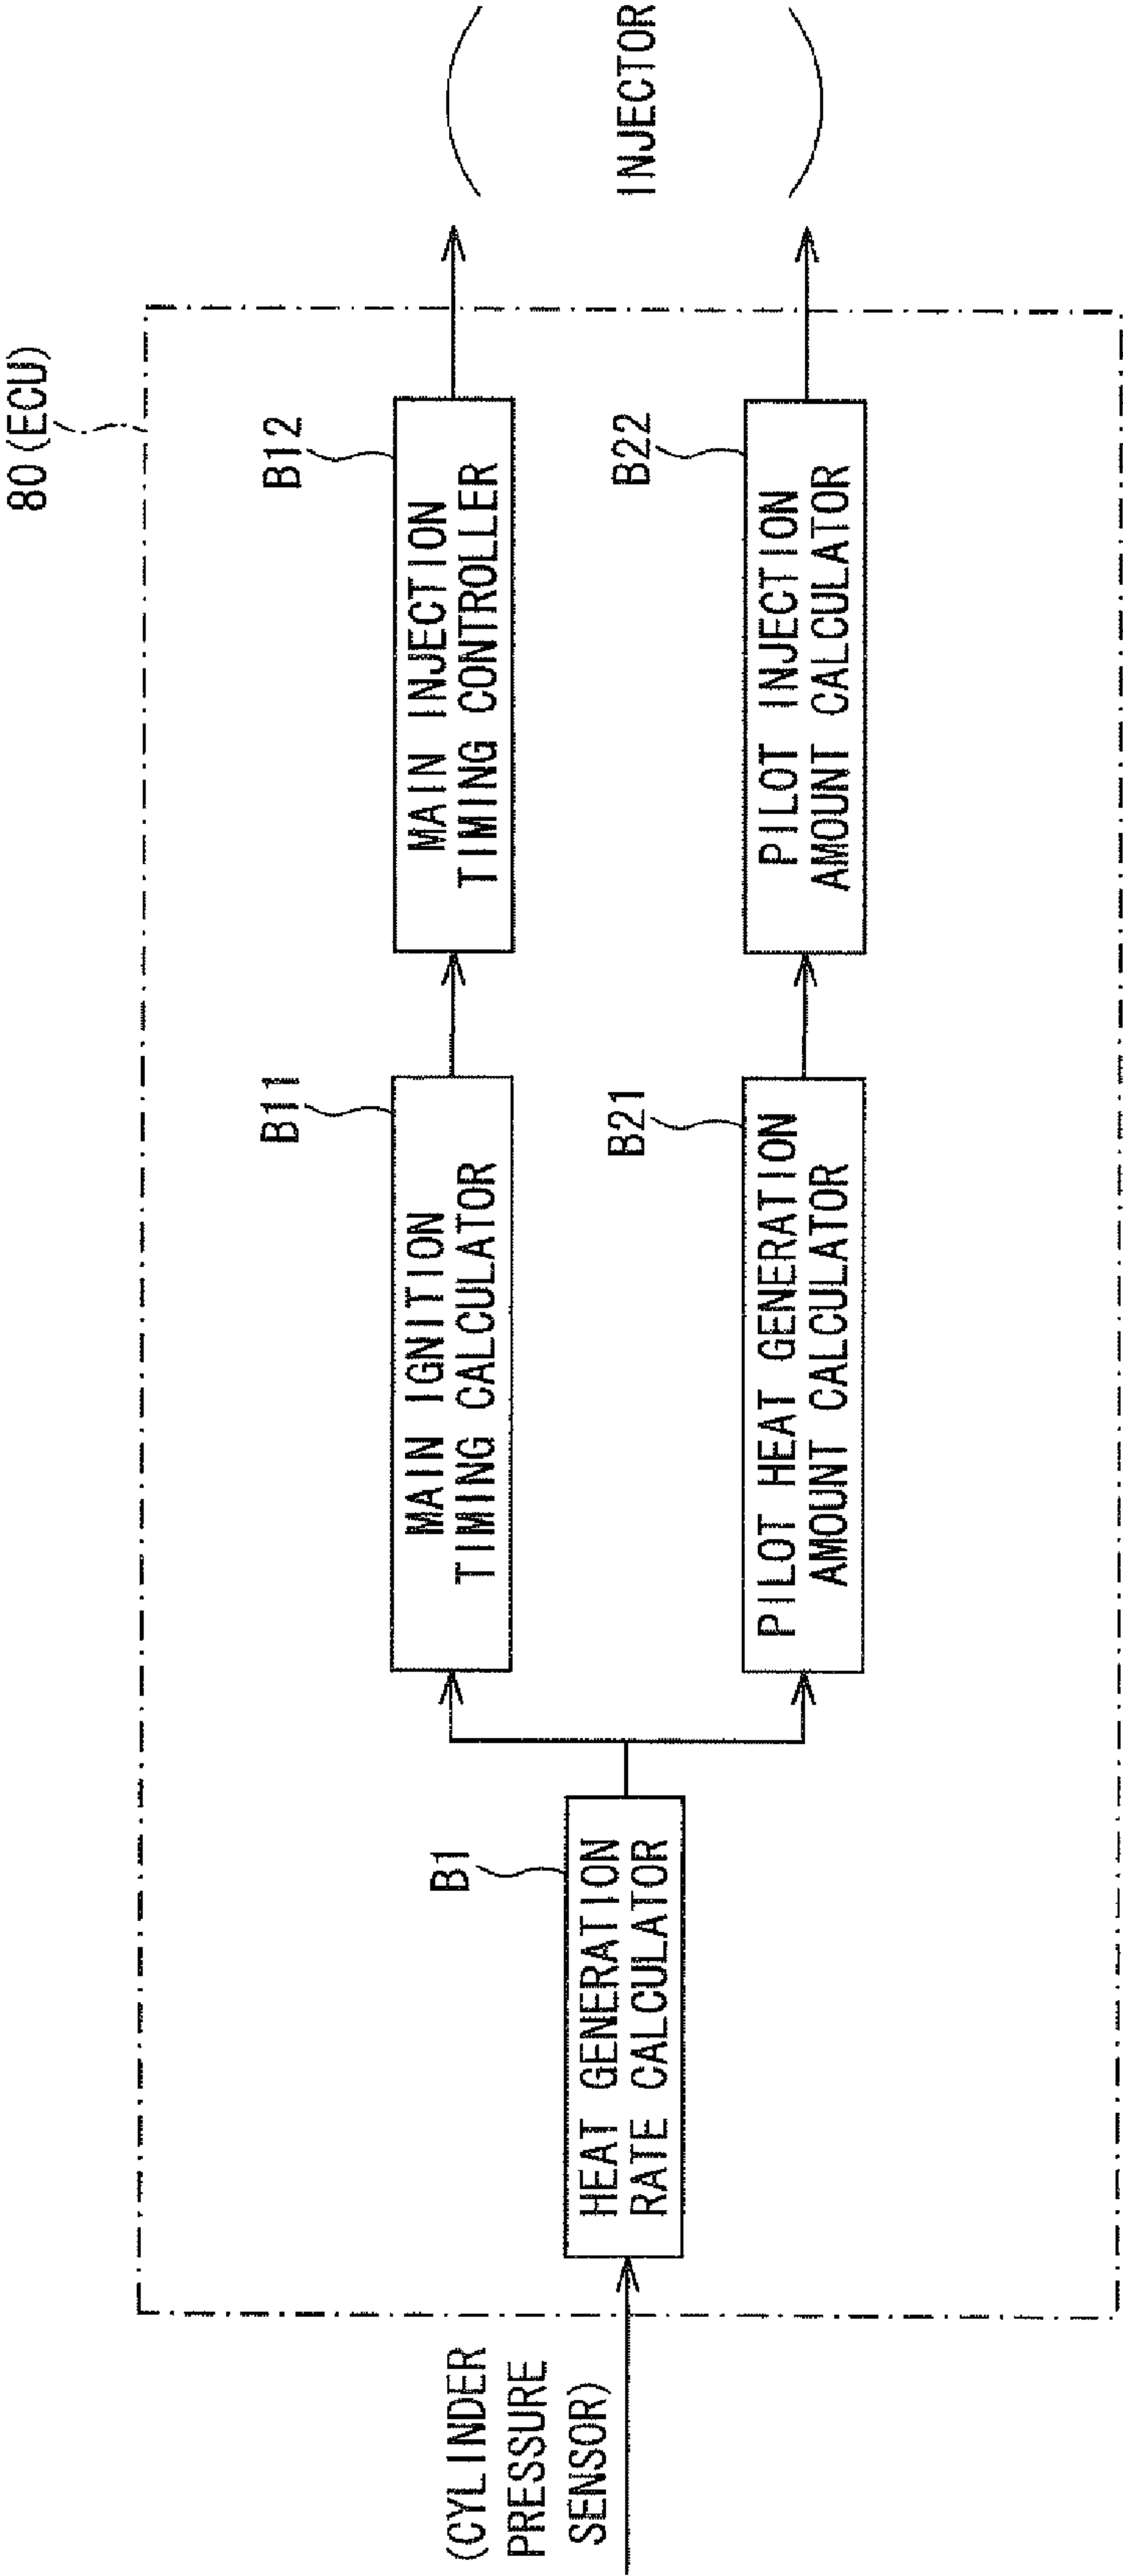 80(ECU)
(CYLINDER
PRESSURE
SENSOR)
B1
HEAT GENERATION
RATE CALCULATOR
B11
MAIN IGNITION
TIMING CALCULATOR
B12
MAIN INJECTION
TIMING CONTROLLER
B21
PILOT HEAT GENERATION
AMOUNT CALCULATOR
B22
PILOT INJECTION
AMOUNT CALCULATOR
(INJECTOR)